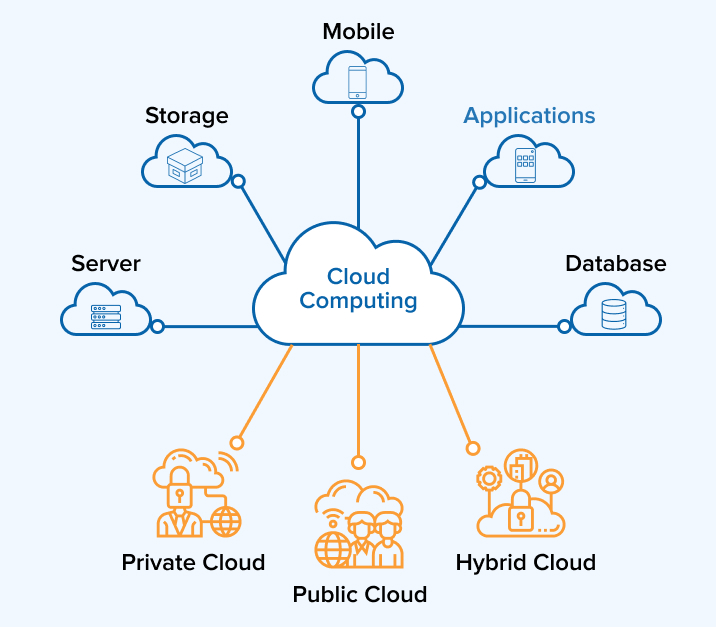 Mobile
Storage
Applications
Server
Database
Cloud
Computing
Private Cloud
Hybrid Cloud
Public Cloud